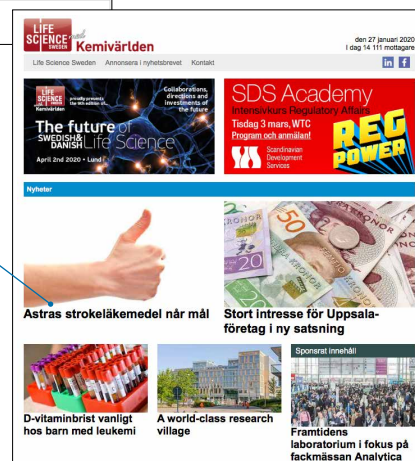 LIFE
SCIENCE med
SWEDEN Kemivärlden
den 27 januari 2020
I dag 14 111 mottagare
Life Science Sweden Annonsera i nyhetsbrevet Kontakt
in f
LIFE
SCIENCE
SWEDEN
Kemivärlden
proudly presents
the 9th edition of...
Collaborations,
directions and
investments of
the future
The future of
SWEDISH &
DANISH Life Science
April 2nd 2020 • Lund
SDS Academy
Intensivkurs Regulatory Affairs
Tisdag 3 mars, WTC
Program och anmälan!
Scandinavian
Development
Services
REG
POWER
Nyheter
Astras strokeläkemedel når mål
Stort intresse för Uppsala-
företag i ny satsning
D-vitaminbrist vanligt
hos barn med leukemi
A world-class research
village
Sponsrat innehåll
Framtidens
laboratorium i fokus på
fackmässan Analytica